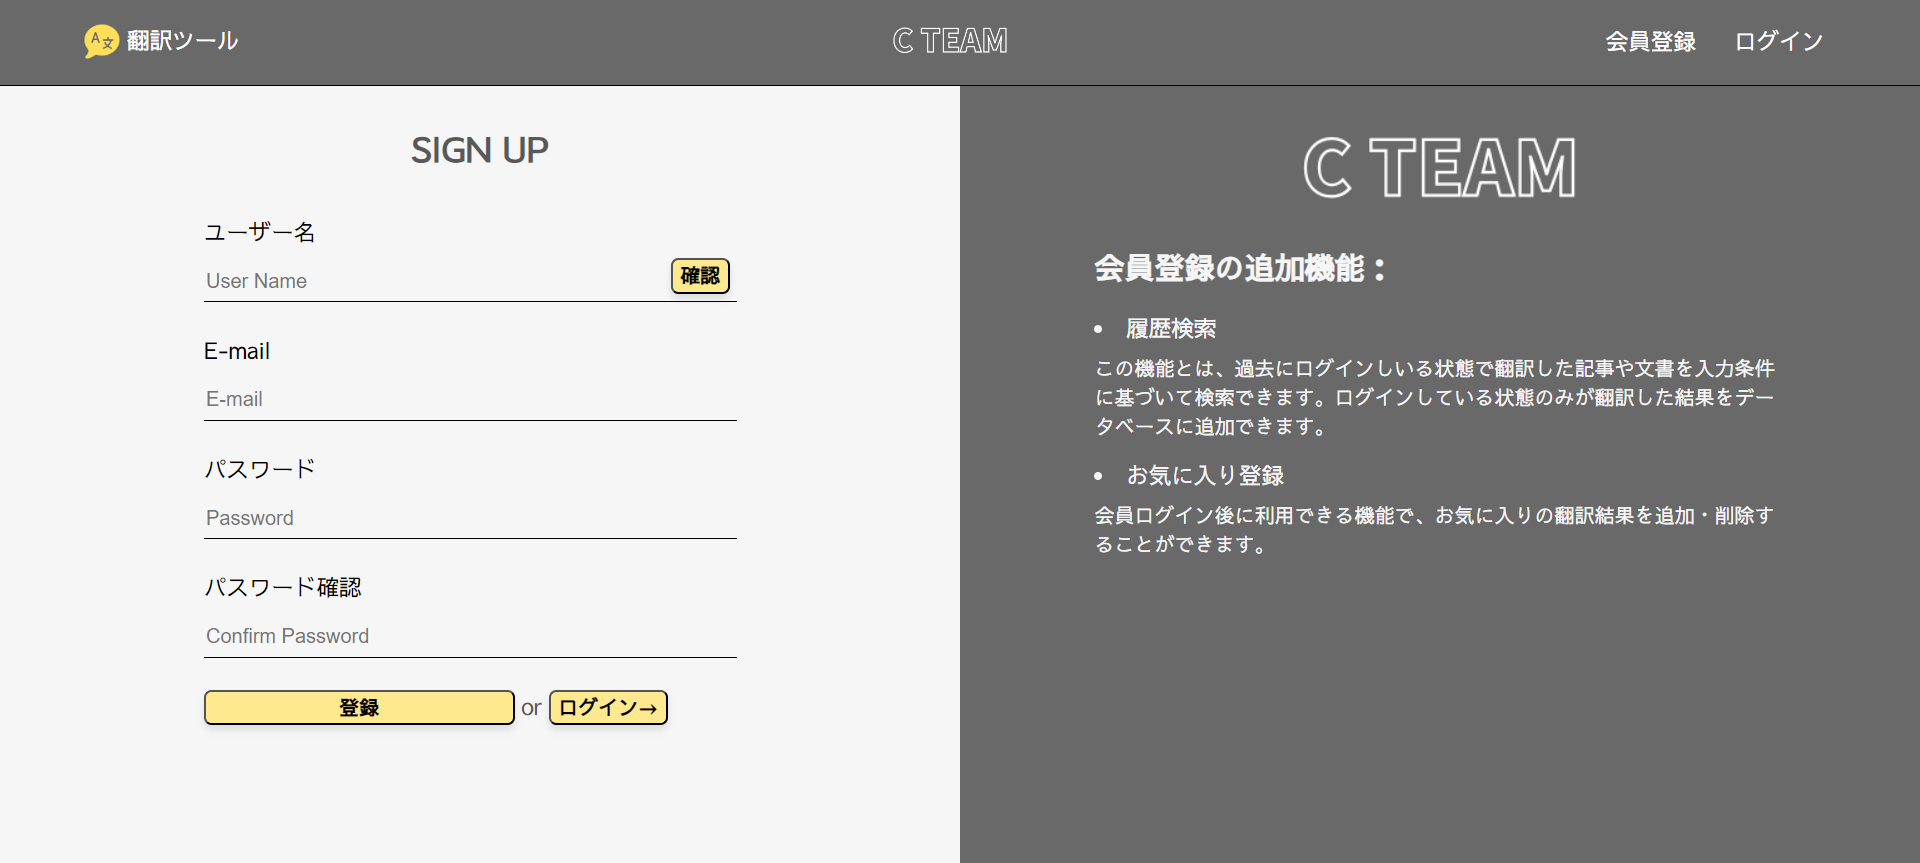 A文 翻訳ツール
C TEAM
会員登録 ログイン
SIGN UP
ユーザー名
User Name
確認
E-mail
E-mail
パスワード
Password
パスワード確認
Confirm Password
登録 or ログイン→
C TEAM
会員登録の追加機能：
• 履歴検索
この機能とは、過去にログインしいる状態で翻訳した記事や文書を入力条件
に基づいて検索できます。ログインしている状態のみが翻訳した結果をデー
タベースに追加できます。
• お気に入り登録
会員ログイン後に利用できる機能で、お気に入りの翻訳結果を追加・削除す
ることができます。